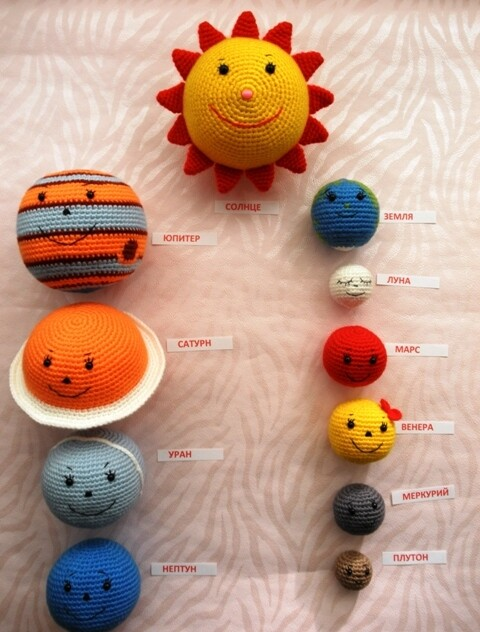 СОЛНЦЕ
ЮПИТЕР
САТУРН
УРАН
НЕПТУН
ЗЕМЛЯ
ЛУНА
МАРС
ВЕНЕРА
МЕРКУРИЙ
ПЛУТОН